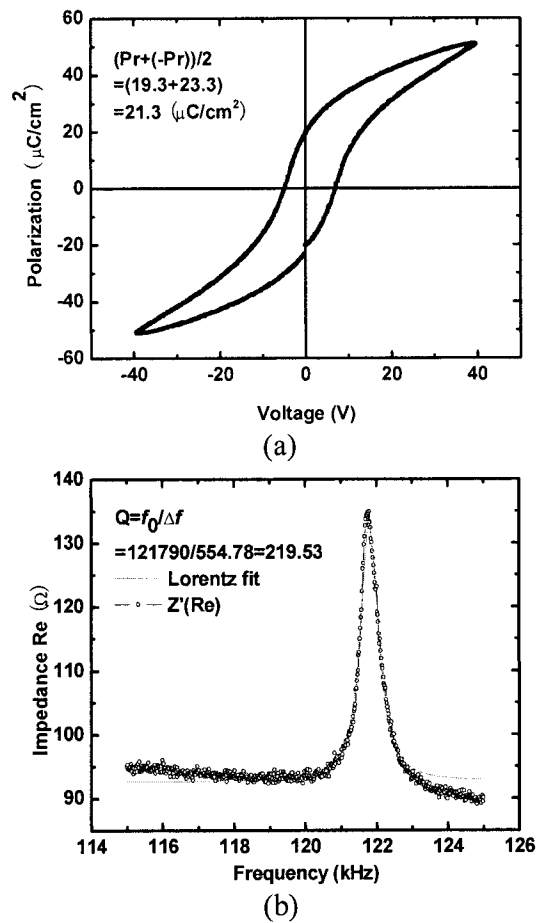 60
(Pr+(-Pr))/2
=(19.3+23.3)
=21.3 (μC/cm²)
40
20
0
-20
-40
-60
Polarization ( μC/cm²)
-40 -20 0 20 40
Voltage (V)
(a)
140
Q=f₀/Δf
=121790/554.78=219.53
Lorentz fit
Z'(Re)
135
130
110
100
95
90
Impedance Re (Ω)
114 116 118 120 122 124 126
Frequency (kHz)
(b)